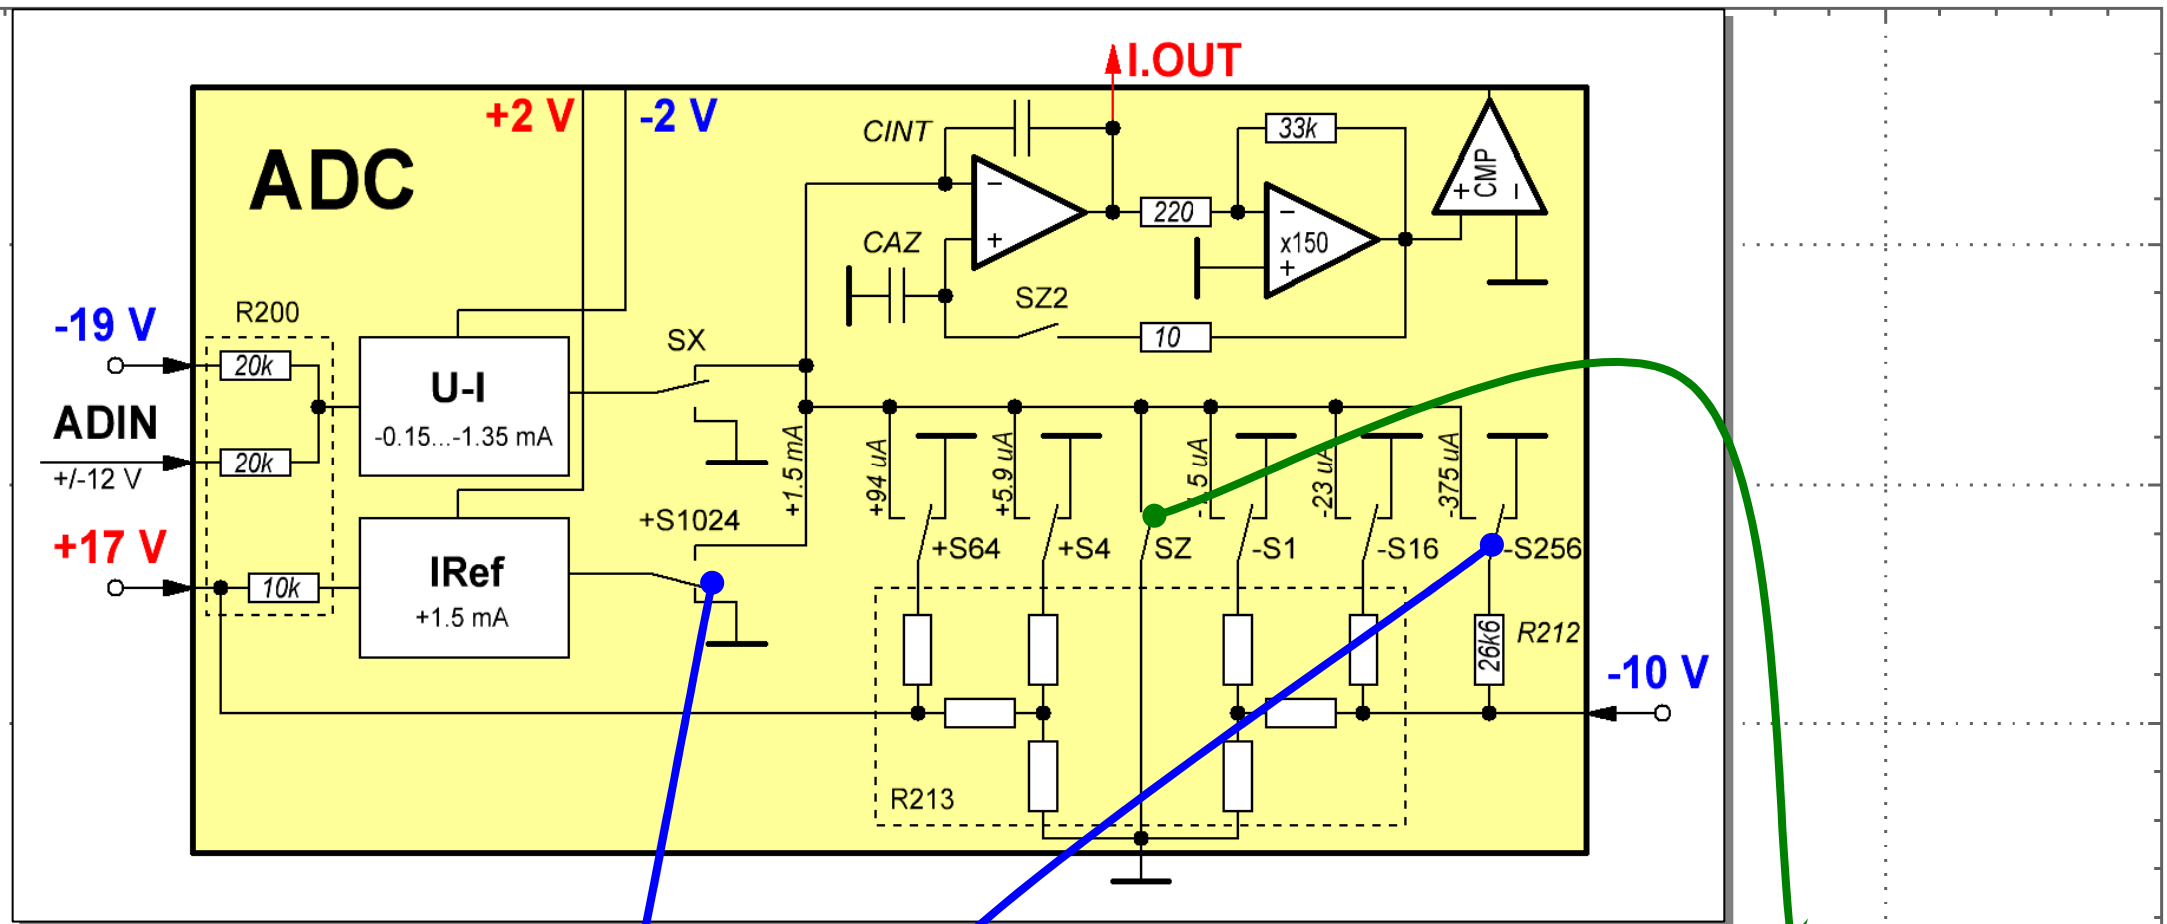 I.OUT
+2 V
-2 V
ADC
CINT
33k
CMP
+
-
-
220
-
CAZ
+
x150
+
R200
SZ2
-19 V
10
SX
20k
U-I
-0.15...-1.35 mA
ADIN
20k
+/-12 V
+1.5 mA
+94 uA
+5.9 uA
5 uA
-23 uA
-375 uA
+S1024
+17 V
+S64
+S4
SZ
-S1
-S16
-S256
10k
IRef
+1.5 mA
26k6
R212
-10 V
R213